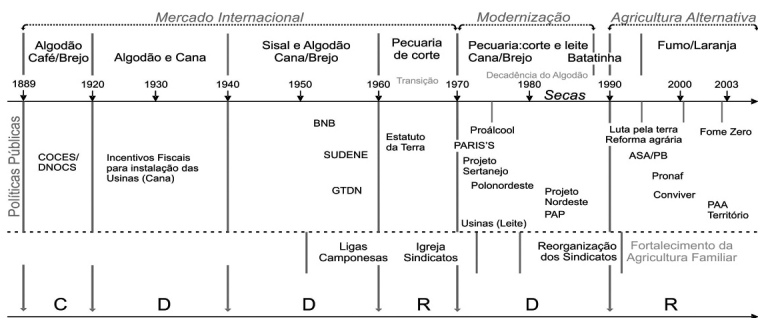 Mercado Internacional Modernização Agricultura Alternativa
Algodão
Café/Brejo
Algodão e Cana
Sisal e Algodão
Cana/Brejo
Pecuaria
de corte
Transição
Pecuaria:corte e leite
Cana/Brejo
Batatinha
Decadência do Algodão
Fumo/Laranja
Secas
1889 1920 1930 1940 1950 1960 1970 1980 1990 2000 2003
Políticas Públicas
COCES/
DNOCS
Incentivos Fiscais
para instalação das
Usinas (Cana)
BNB
SUDENE
GTDN
Estatuto
da Terra
Proálcool
PARIS'S
Projeto
Sertanejo
Polonordeste
Projeto
Nordeste
PAP
Usinas (Leite)
Luta pela terra
Reforma agrária
ASA/PB
Pronaf
Conviver
Fome Zero
PAA
Território
Ligas
Camponesas
Igreja
Sindicatos
Reorganização
dos Sindicatos
Fortalecimento da
Agricultura Familiar
C D D R D R